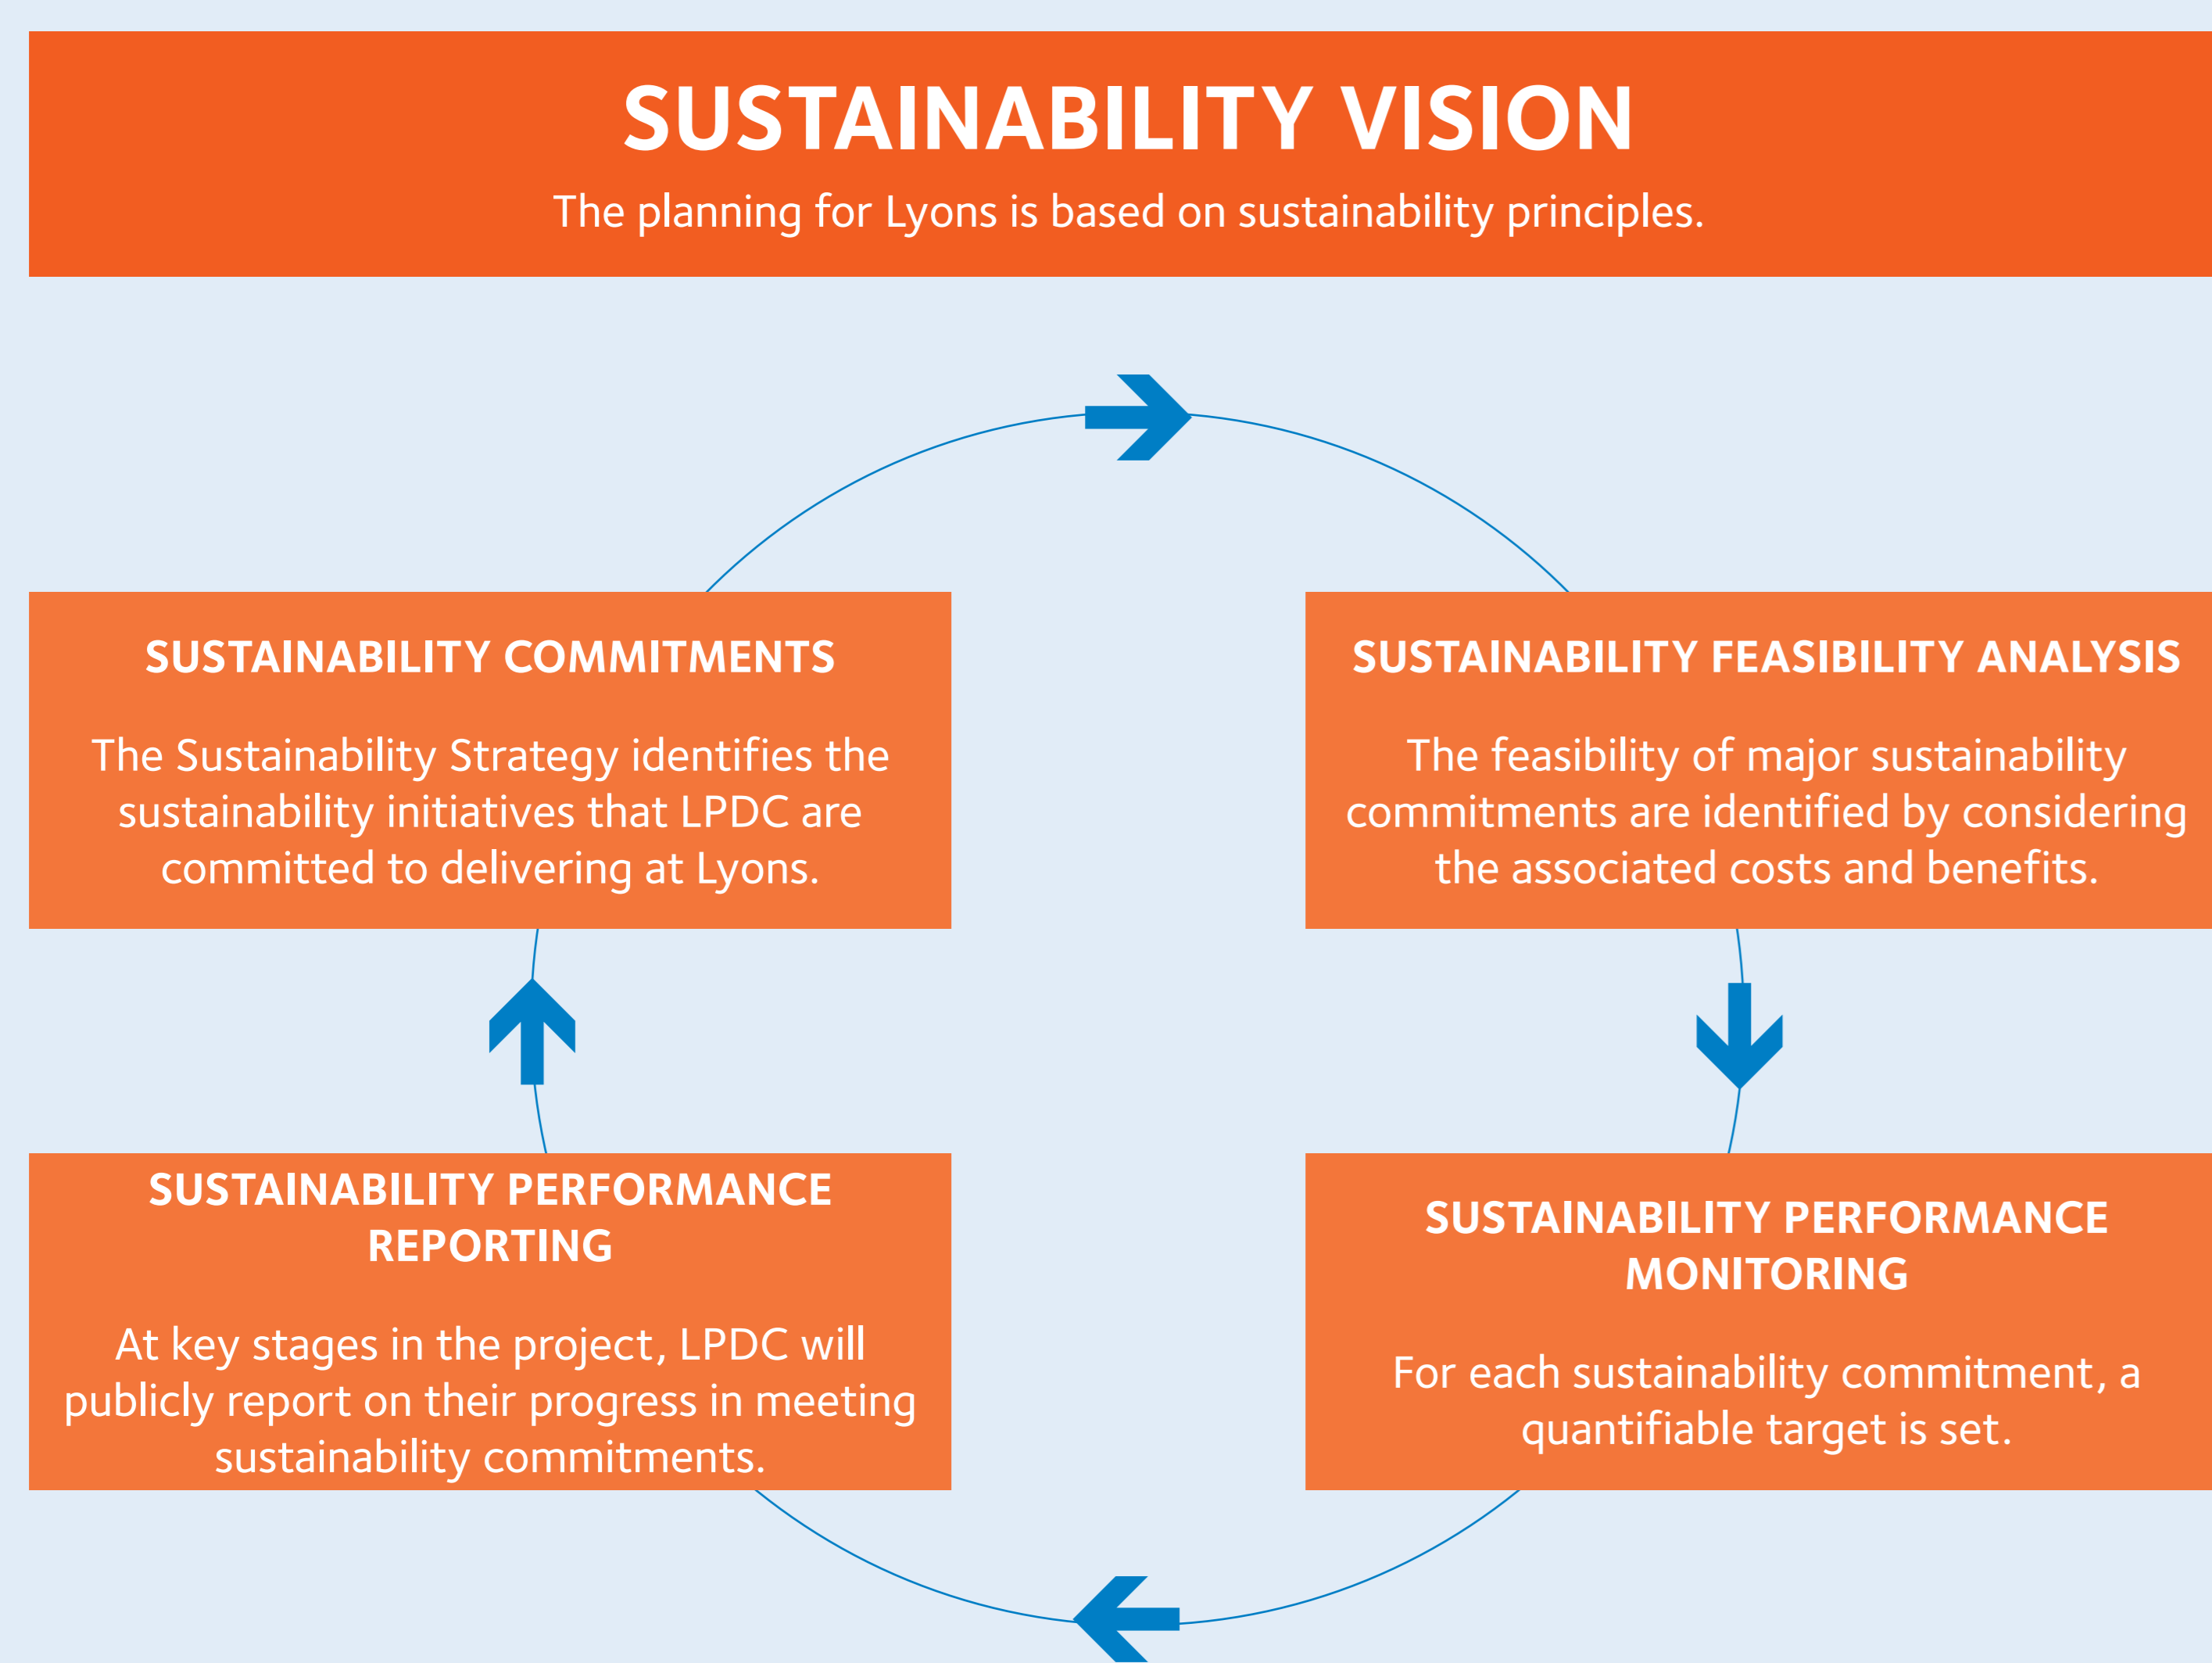 SUSTAINABILITY VISION
The planning for Lyons is based on sustainability principles.
SUSTAINABILITY COMMITMENTS
The Sustainability Strategy identifies the
sustainability initiatives that LPDC are
committed to delivering at Lyons.
SUSTAINABILITY FEASIBILITY ANALYSIS
The feasibility of major sustainability
commitments are identified by considering
the associated costs and benefits.
SUSTAINABILITY PERFORMANCE
REPORTING
At key stages in the project, LPDC will
publicly report on their progress in meeting
sustainability commitments.
SUSTAINABILITY PERFORMANCE
MONITORING
For each sustainability commitment, a
quantifiable target is set.